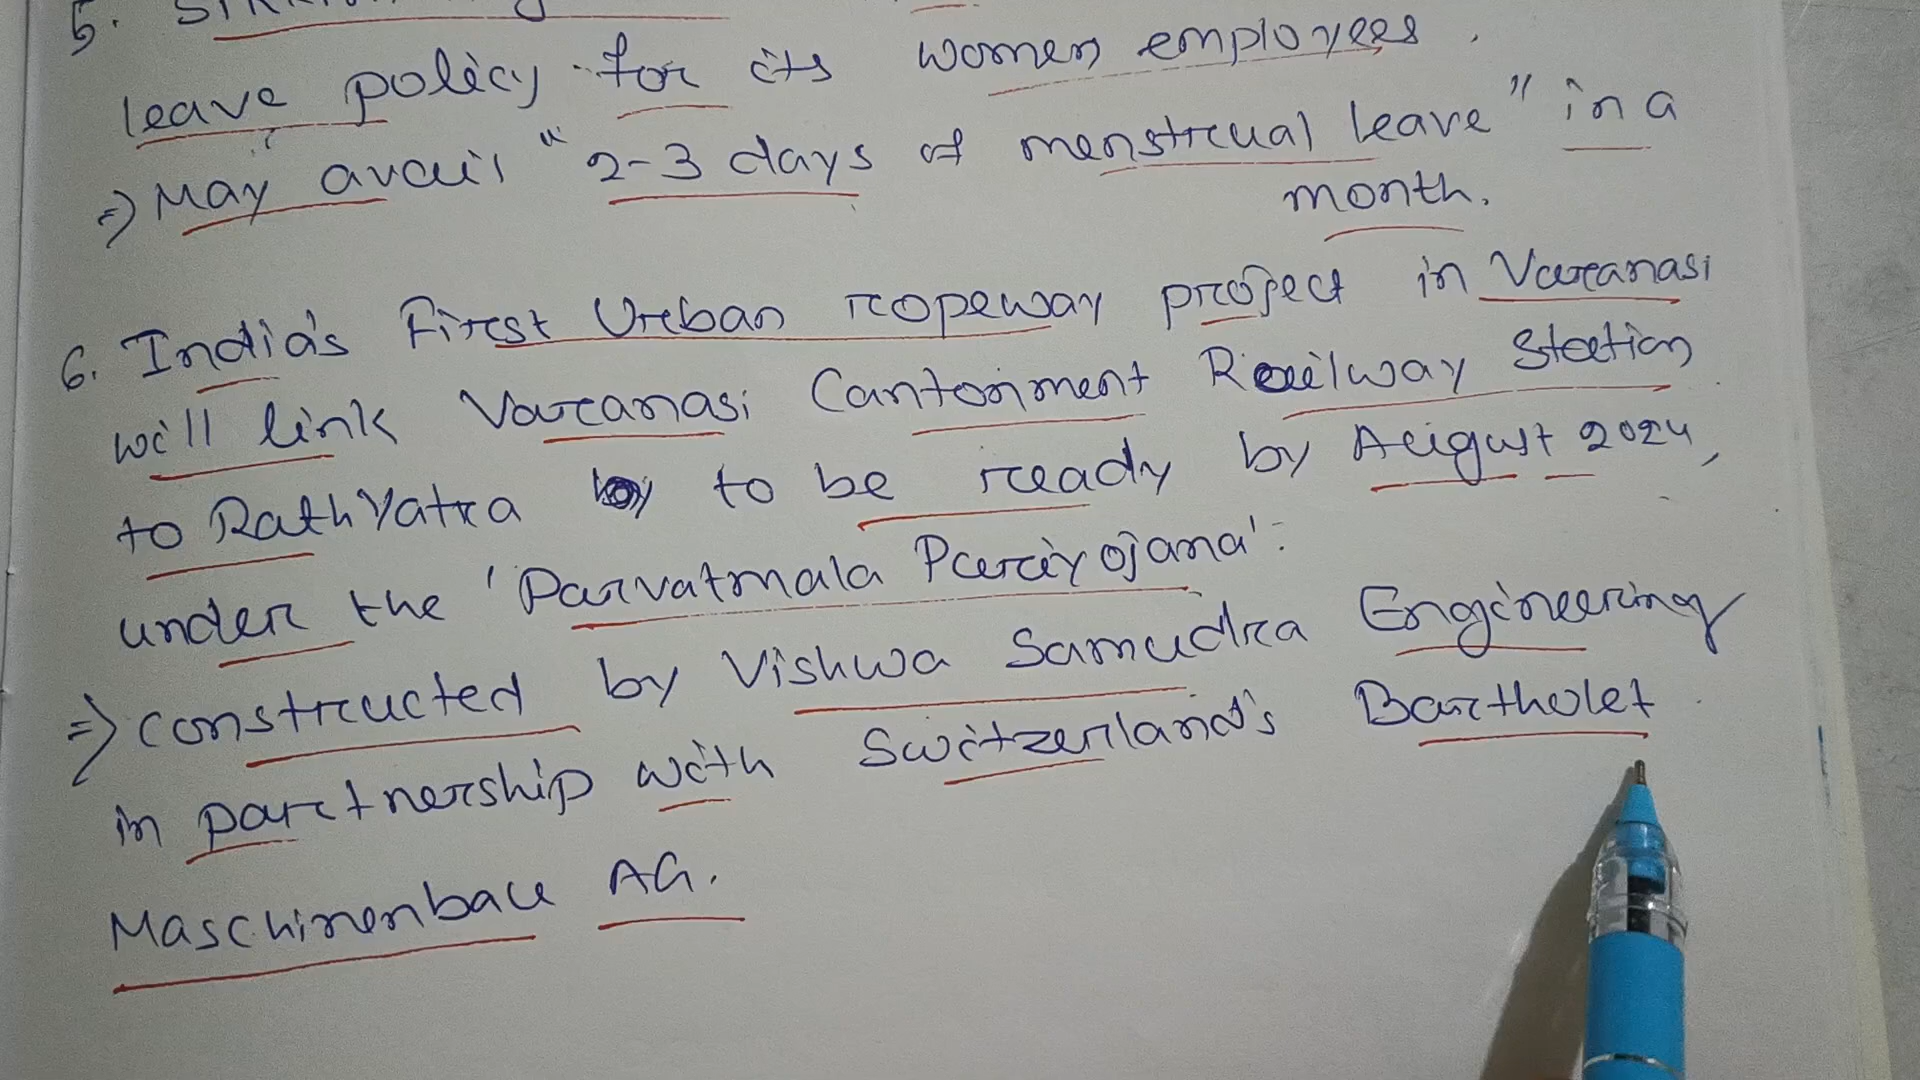 5.
leave policy for its women employees.
=> May avail "2-3 days of menstrual leave" in a
month.
6. India's First Urban ropeway project in Varanasi
will link Varanasi Cantonment Railway Station
to RathYatra to be ready by August 2024,
under the 'Parvatmala Pariyojana'.
=> constructed by Vishwa Samudra Engineering
in partnership with Switzerland's Bartholet
Maschinenbau AG.